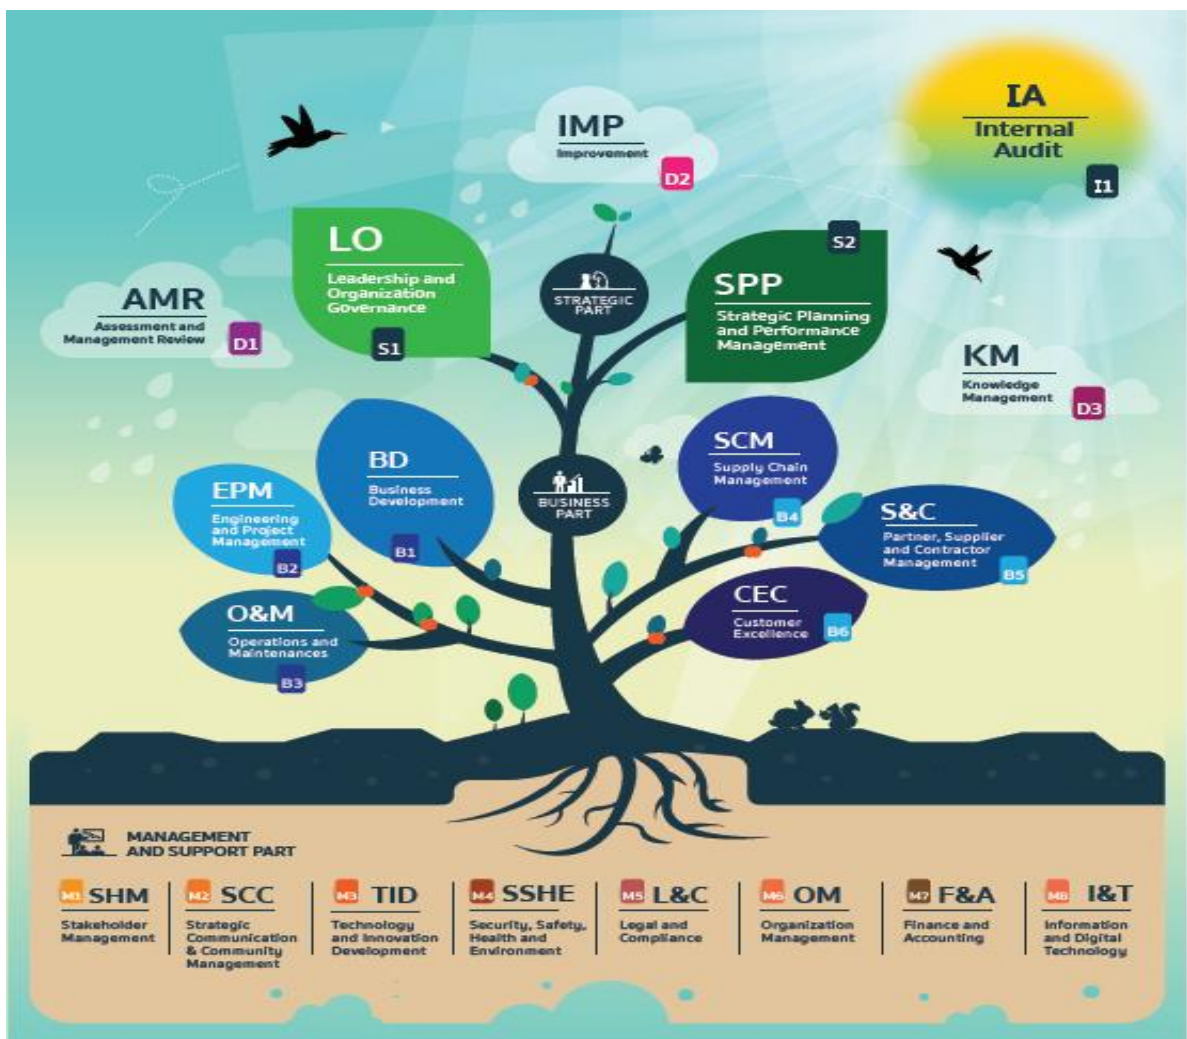 IA
Internal
Audit
I1
IMP
Improvement
D2
LO
Leadership and
Organization
Governance
S1
STRATEGIC
PART
S2
SPP
Strategic Planning
and Performance
Management
AMR
Assessment and
Management Review
D1
KM
Knowledge
Management
D3
BD
Business
Development
B1
BUSINESS
PART
SCM
Supply Chain
Management
B4
EPM
Engineering
and Project
Management
B2
S&C
Partner, Supplier
and Contractor
Management
B5
O&M
Operations and
Maintenances
B3
CEC
Customer
Excellence
B6
MANAGEMENT
AND SUPPORT PART
M1 SHM
Stakeholder
Management
M2 SCC
Strategic
Communication
& Community
Management
M3 TID
Technology
and Innovation
Development
M4 SSHE
Security, Safety,
Health and
Environment
M5 L&C
Legal and
Compliance
M6 OM
Organization
Management
M7 F&A
Finance and
Accounting
M8 I&T
Information
and Digital
Technology